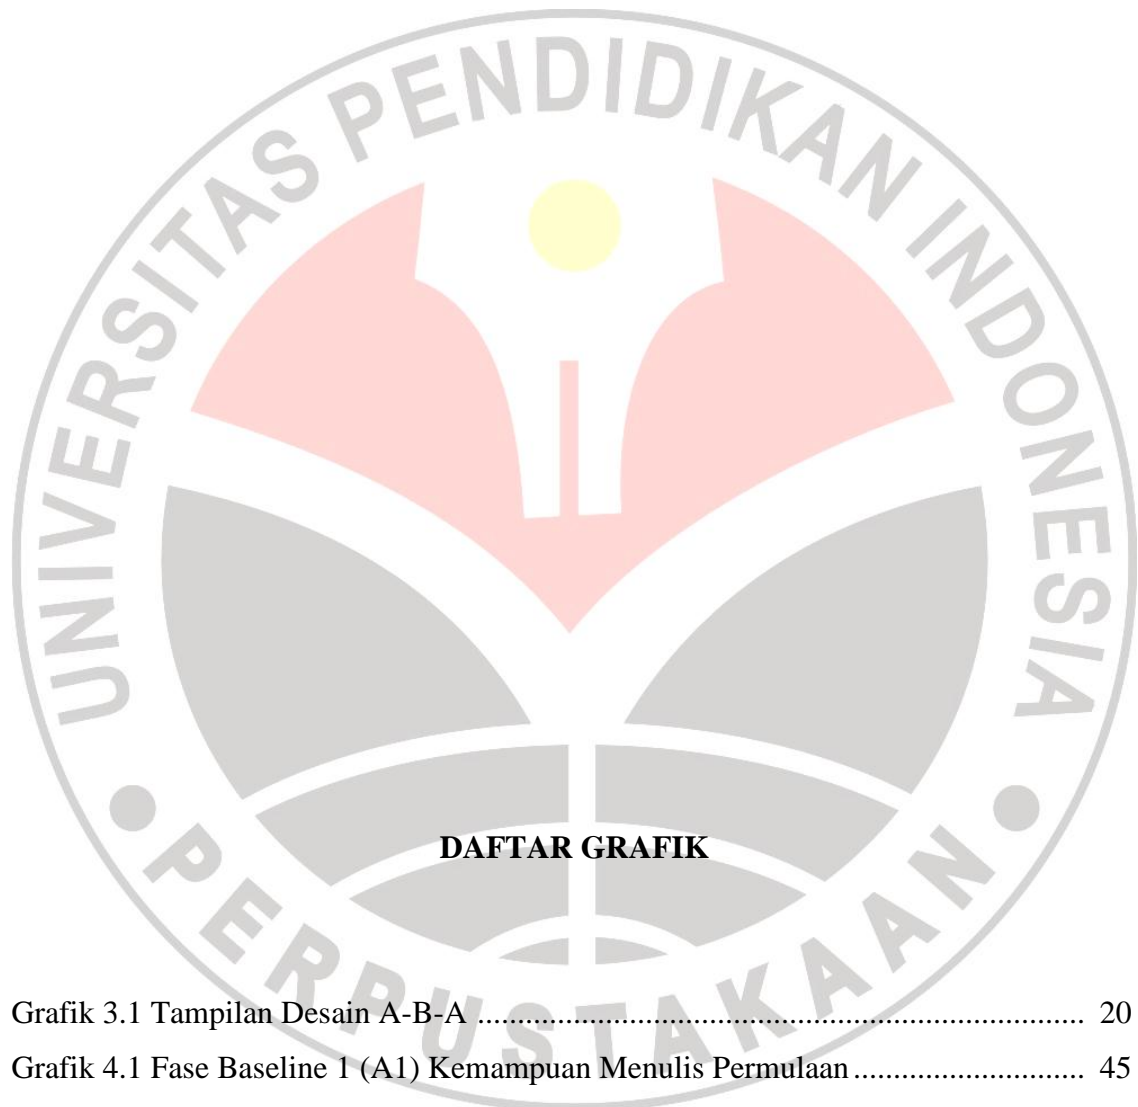 UNIVERSITAS PENDIDIKAN INDONESIA
PERPUSTAKAAN
DAFTAR GRAFIK
Grafik 3.1 Tampilan Desain A-B-A ............................................................................. 20
Grafik 4.1 Fase Baseline 1 (A1) Kemampuan Menulis Permulaan............................. 45